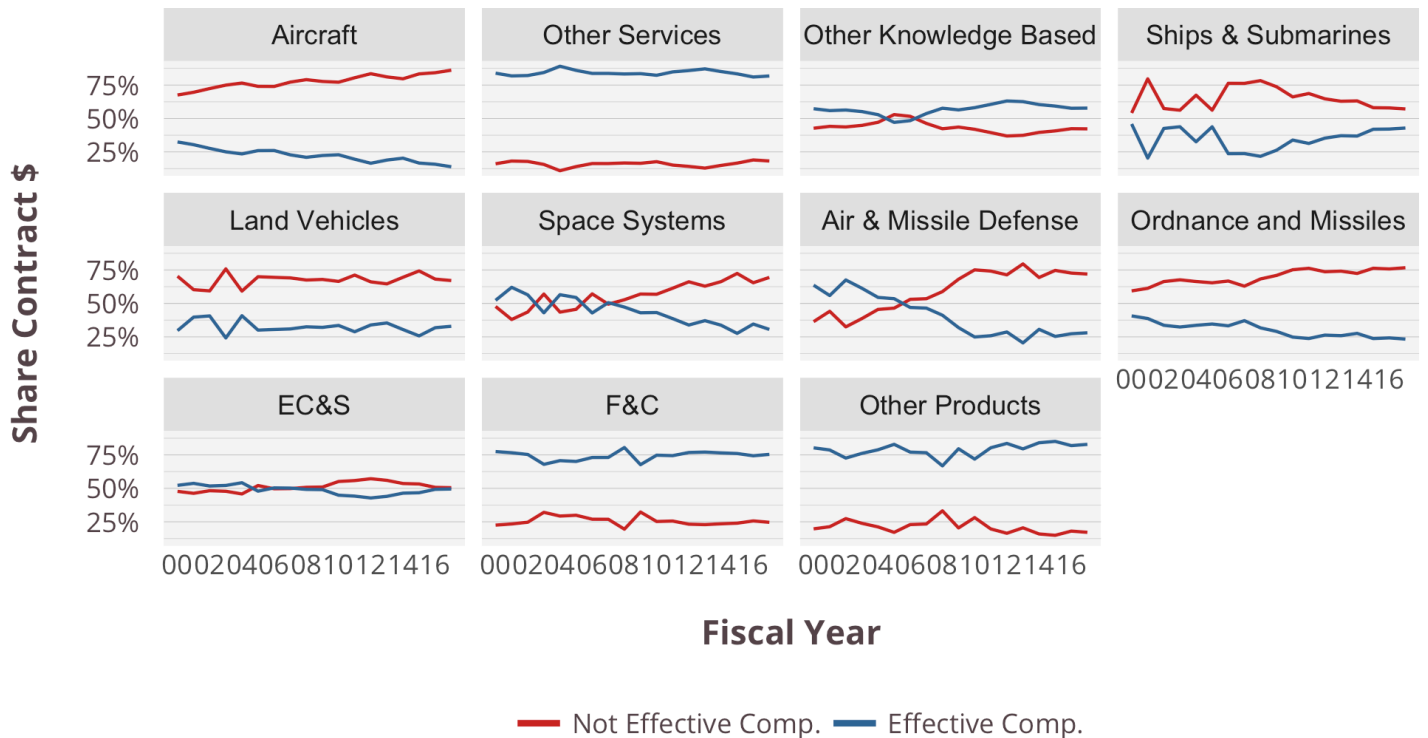 Aircraft
Other Services
Other Knowledge Based
Ships & Submarines
75%
50%
25%
Land Vehicles
Space Systems
Air & Missile Defense
Ordnance and Missiles
75%
50%
25%
000204060810121416
EC&S
F&C
Other Products
75%
50%
25%
000204060810121416
000204060810121416
000204060810121416
Share Contract $
Fiscal Year
Not Effective Comp.
Effective Comp.